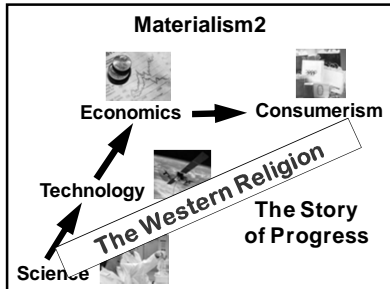 Materialism2
Economics
Consumerism
Technology
The Western Religion
The Story
of Progress
Science